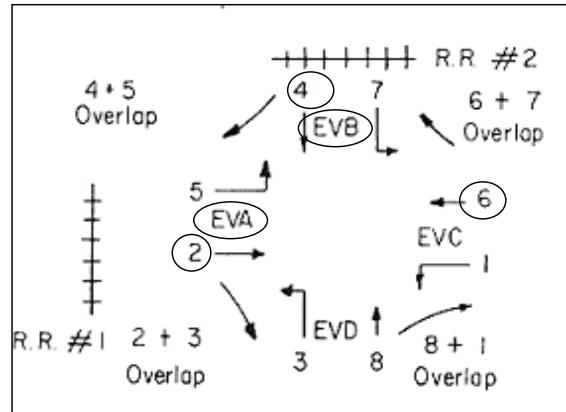 R.R. #2
4 + 5
Overlap
4
7
6 + 7
Overlap
EVB
5
6
EVA
2
EVC
1
R.R. #1
2 + 3
Overlap
3
EVD
8
8 + 1
Overlap